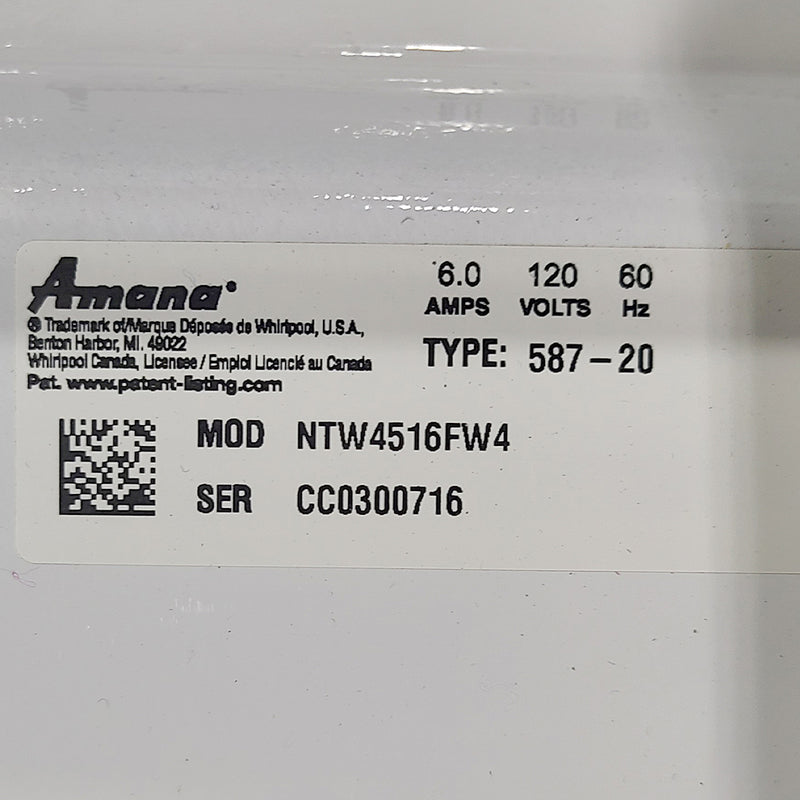 Amana®
® Trademark of/Marque Déposée de Whirlpool, U.S.A.,
Benton Harbor, MI. 49022
Whirlpool Canada, Licensee / Emploi Licencié au Canada
Pat. www.patent-listing.com
6.0 120 60
AMPS VOLTS Hz
TYPE: 587-20
MOD NTW4516FW4
SER CC0300716